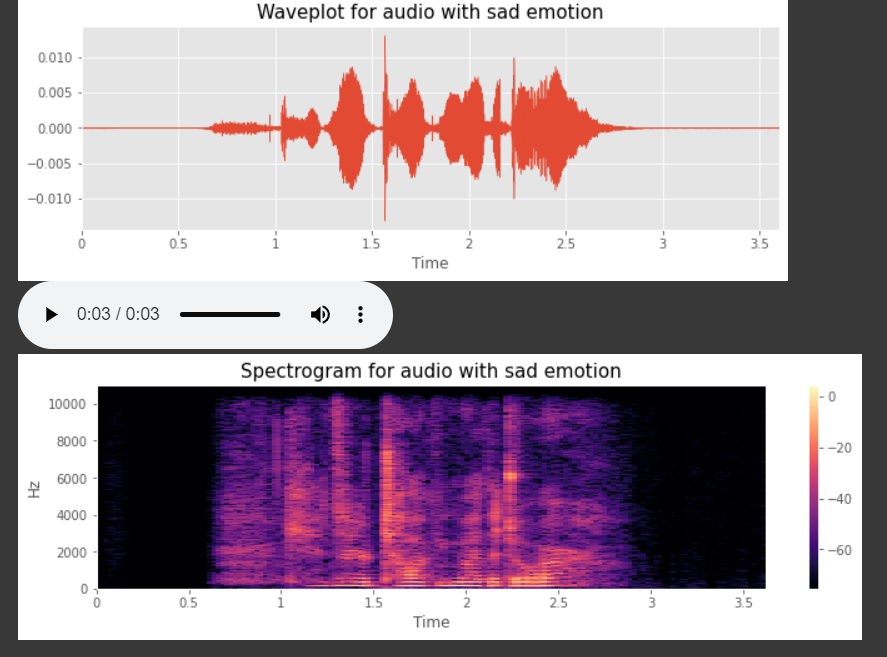 Waveplot for audio with sad emotion
0.010
0.005
0.000
−0.005
−0.010
0 0.5 1 1.5 2 2.5 3 3.5
Time
0:03 / 0:03
Spectrogram for audio with sad emotion
10000
8000
6000
4000
2000
0
Hz
0 0.5 1 1.5 2 2.5 3 3.5
Time
0
−20
−40
−60